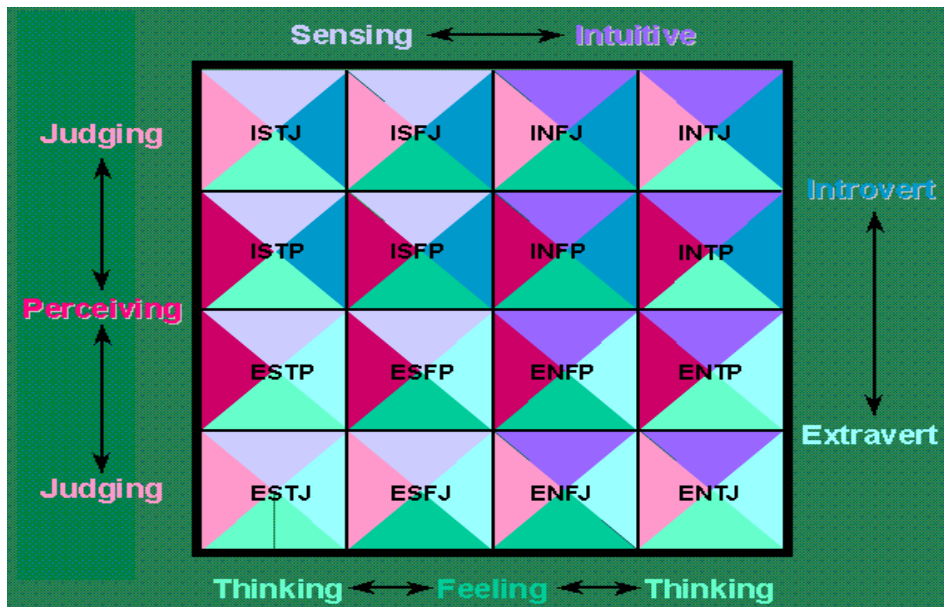 Sensing Intuitive
Judging
ISTJ ISFJ INFJ INTJ
Introvert
ISTP ISFP INFP INTP
Perceiving
ESTP ESFP ENFP ENTP
Extravert
Judging
ESTJ ESFJ ENFJ ENTJ
Thinking Feeling Thinking